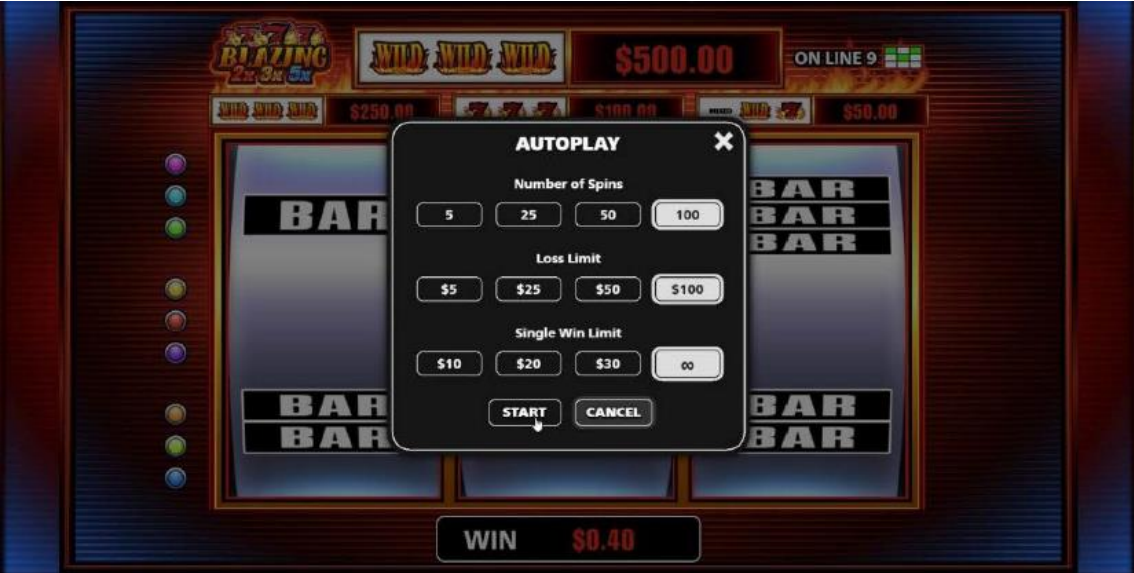 BLAZING
2x 3x 5x
WILD WILD WILD
$500.00
ON LINE 9
WILD WILD WILD $250.00
7 7 7 $100.00
WILD 7 $50.00
AUTOPLAY
Number of Spins
5 25 50 100
Loss Limit
$5 $25 $50 $100
Single Win Limit
$10 $20 $30 ∞
START CANCEL
BAR
BAR
BAR
BAR
BAR
BAR
BAR
BAR
WIN $0.40